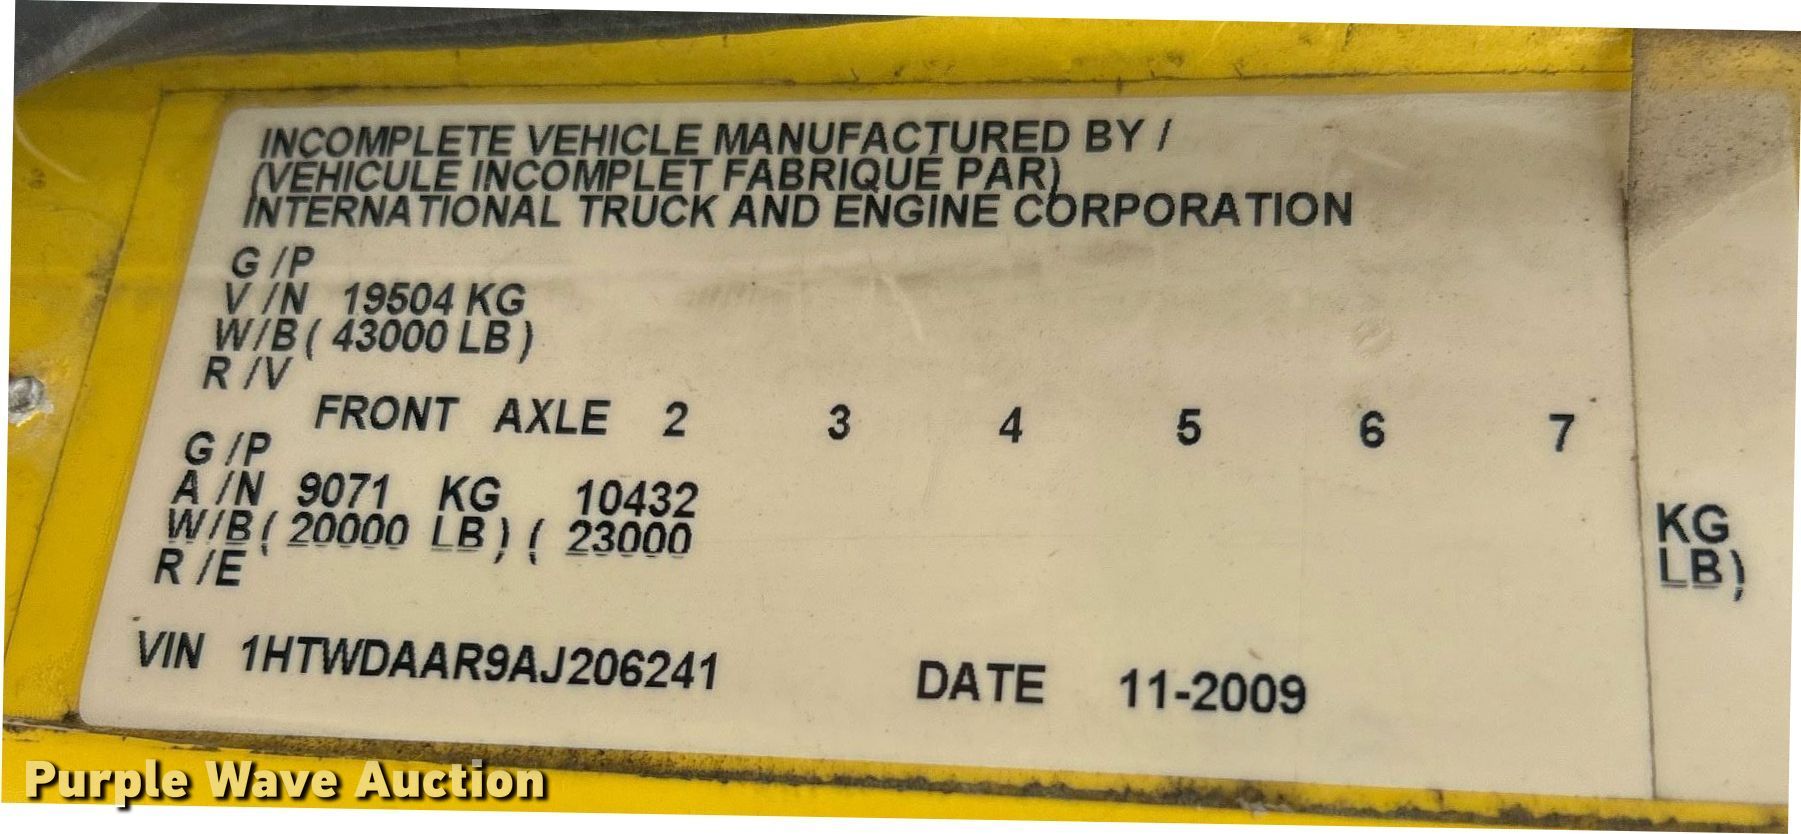 INCOMPLETE VEHICLE MANUFACTURED BY /
(VEHICULE INCOMPLET FABRIQUE PAR)
INTERNATIONAL TRUCK AND ENGINE CORPORATION
G /P
V /N 19504 KG
W/B ( 43000 LB )
R /V
FRONT AXLE 2 3 4 5 6 7
G /P
A /N 9071 KG 10432 KG
W/B ( 20000 LB ) ( 23000 LB )
R /E
VIN 1HTWDAAR9AJ206241 DATE 11-2009
Purple Wave Auction